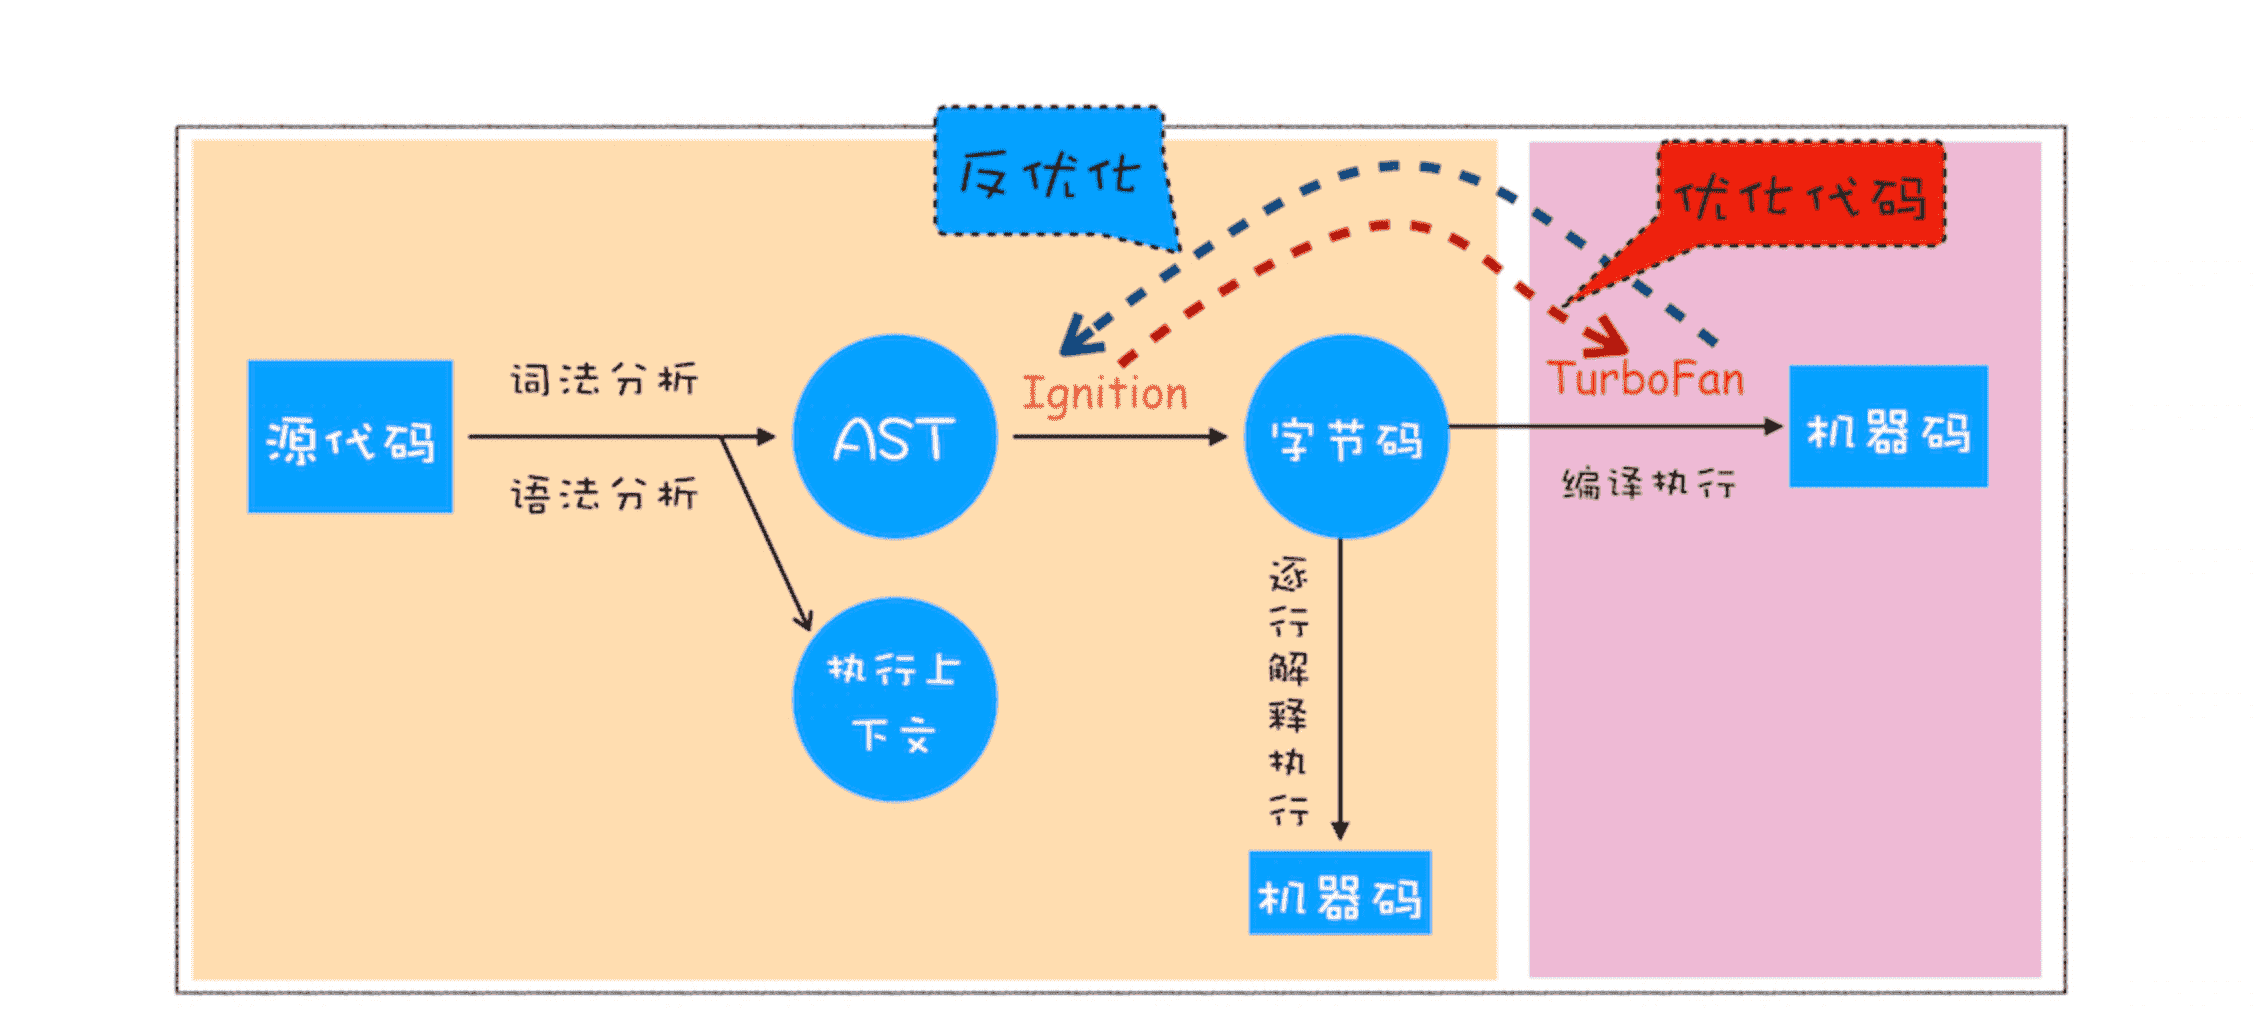 反优化
优化代码
词法分析
Ignition
TurboFan
源代码
AST
字节码
机器码
语法分析
编译执行
逐行解释执行
执行上
下文
机器码